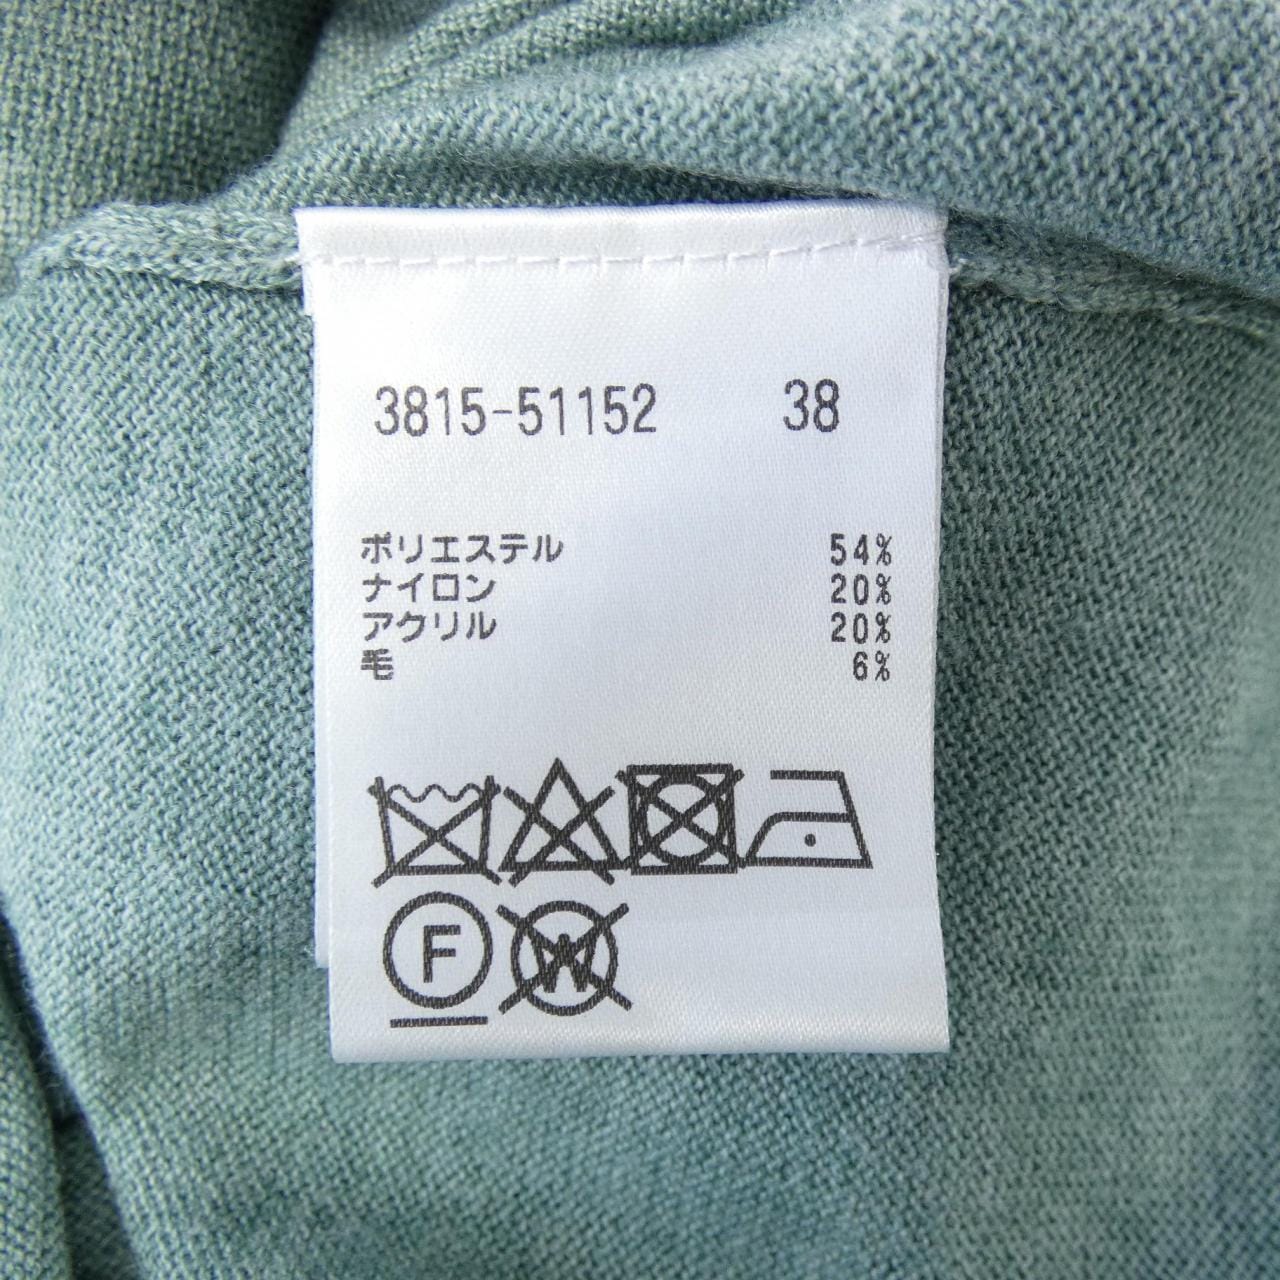 3815-51152 38
ポリエステル 54%
ナイロン 20%
アクリル 20%
毛 6%
F W